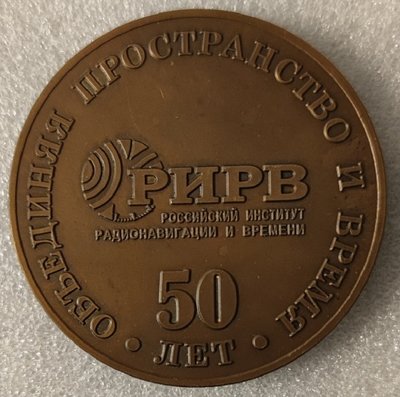 ОБЪЕДИНЯЯ ПРОСТРАНСТВО И ВРЕМЯ
РИРВ
РОССИЙСКИЙ ИНСТИТУТ
РАДИОНАВИГАЦИИ И ВРЕМЕНИ
50
• ЛЕТ •